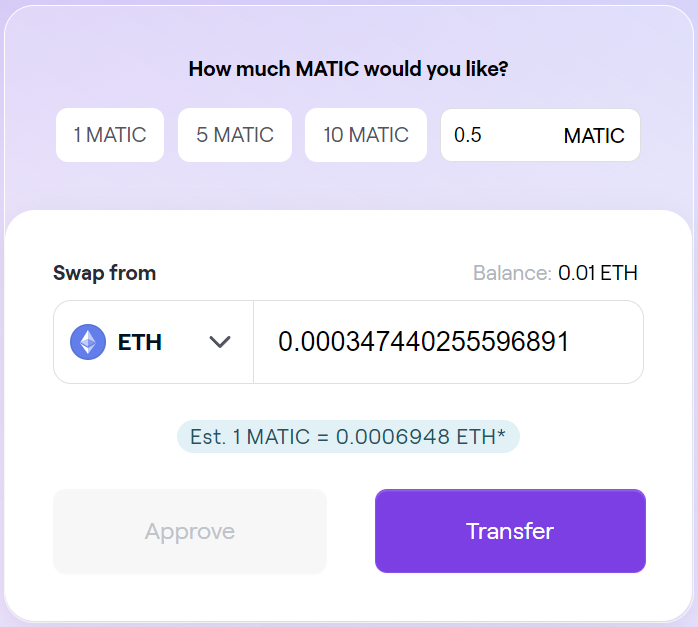 How much MATIC would you like?
1 MATIC 5 MATIC 10 MATIC 0.5 MATIC
Swap from Balance: 0.01 ETH
ETH 0.000347440255596891
Est. 1 MATIC = 0.0006948 ETH*
Approve Transfer